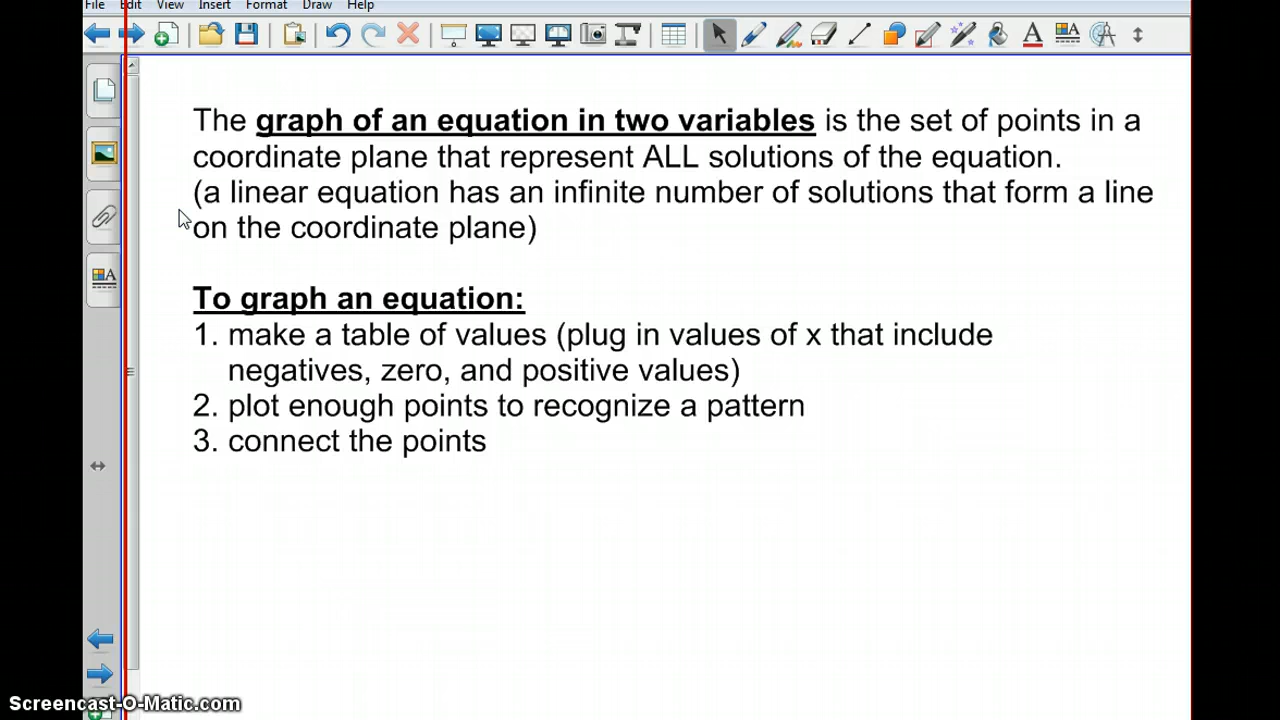 File Edit View Insert Format Draw Help
The graph of an equation in two variables is the set of points in a
coordinate plane that represent ALL solutions of the equation.
(a linear equation has an infinite number of solutions that form a line
on the coordinate plane)
To graph an equation:
1. make a table of values (plug in values of x that include
negatives, zero, and positive values)
2. plot enough points to recognize a pattern
3. connect the points
Screencast-O-Matic.com